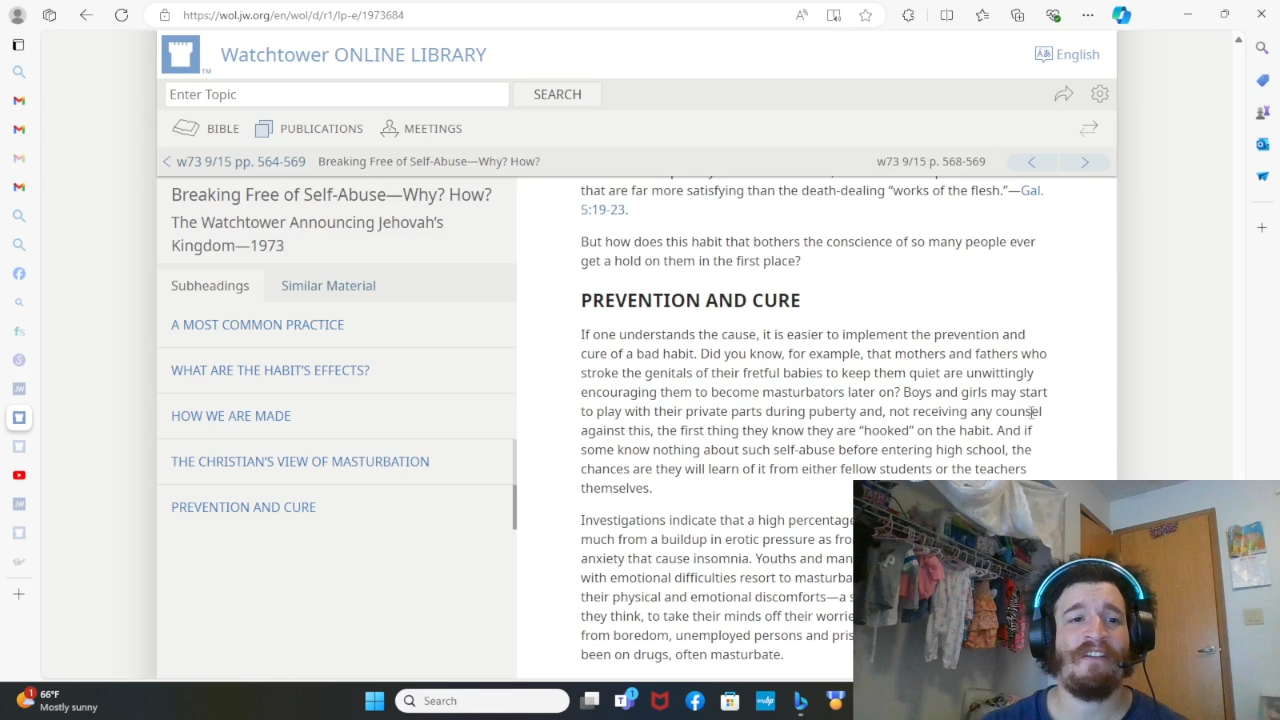 https://wol.jw.org/en/wol/d/r1/lp-e/1973684
Watchtower ONLINE LIBRARY
English
Enter Topic
SEARCH
BIBLE
PUBLICATIONS
MEETINGS
w73 9/15 pp. 564-569
Breaking Free of Self-Abuse—Why? How?
w73 9/15 p. 568-569
Breaking Free of Self-Abuse—Why? How?
The Watchtower Announcing Jehovah's
Kingdom—1973
Subheadings
Similar Material
A MOST COMMON PRACTICE
WHAT ARE THE HABIT'S EFFECTS?
HOW WE ARE MADE
THE CHRISTIAN'S VIEW OF MASTURBATION
PREVENTION AND CURE
that are far more satisfying than the death-dealing “works of the flesh.”—Gal.
5:19-23.
But how does this habit that bothers the conscience of so many people ever
get a hold on them in the first place?
PREVENTION AND CURE
If one understands the cause, it is easier to implement the prevention and
cure of a bad habit. Did you know, for example, that mothers and fathers who
stroke the genitals of their fretful babies to keep them quiet are unwittingly
encouraging them to become masturbators later on? Boys and girls may start
to play with their private parts during puberty and, not receiving any counsel
against this, the first thing they know they are “hooked” on the habit. And if
some know nothing about such self-abuse before entering high school, the
chances are they will learn of it from either fellow students or the teachers
themselves.
Investigations indicate that a high percentage
much from a buildup in erotic pressure as fro
anxiety that cause insomnia. Youths and man
with emotional difficulties resort to masturba
their physical and emotional discomforts—a s
they think, to take their minds off their worrie
from boredom, unemployed persons and pris
been on drugs, often masturbate.
1
66°F
Mostly sunny
Search
1